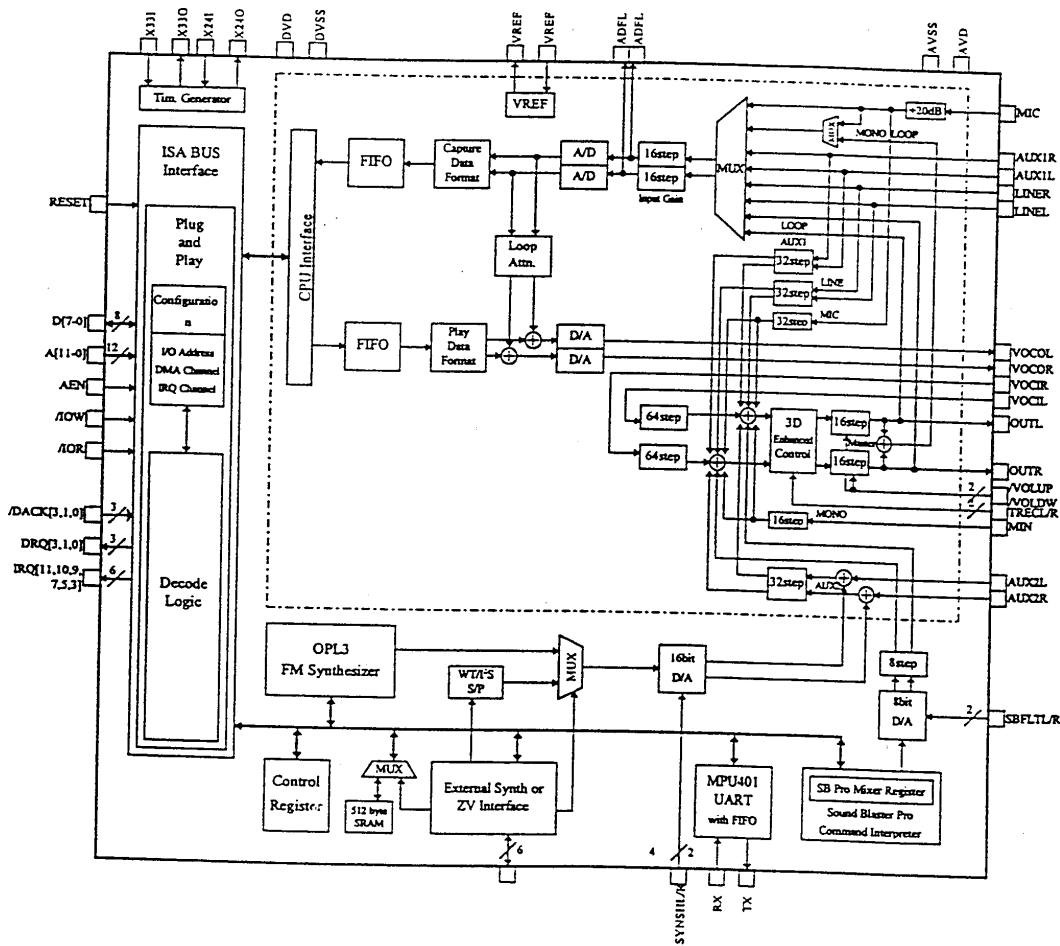 X33I
X33O
X24I
X24O
DVD
DVSS
VREF
VREF
ADFL
ADFL
AVSS
AVD
Tim. Generator
VREF
+20dB
MIC
MUX
MONO LOOP
ISA BUS
Interface
FIFO
Capture
Data
Format
A/D
A/D
16step
16step
Input Gain
MUX
AUX1R
AUX1L
LINER
LINEL
RESET
Plug
and
Play
CPU Interface
Loop
Attn.
LOOP
AUX1
32step
LINE
32step
MIC
32step
Configuratio
n
D[7-0]
8
A[11-0]
12
I/O Address
DMA Channel
IRQ Channel
FIFO
Play
Data
Format
D/A
D/A
VOCOL
VOCOR
VOCIR
VOCIL
AEN
/IOW
/IOR
64step
64step
3D
Enhanced
Control
16step
Master
16step
OUTL
OUTR
2
/VOLUP
/VOLDW
TRECL/R
MONO
16step
MIN
/DACK[3,1,0]
3
DRQ[3,1,0]
3
IRQ[11,10,9,
7,5,3]
6
Decode
Logic
32step
AUX2L
AUX2R
OPL3
FM Synthesizer
WT/I²S
S/P
MUX
16bit
D/A
8step
8bit
D/A
2
SBFLTL/R
Control
Register
MUX
512 byte
SRAM
External Synth or
ZV Interface
MPU401
UART
with FIFO
SB Pro Mixer Register
Sound Blaster Pro
Command Interpreter
6
4
2
RX
TX